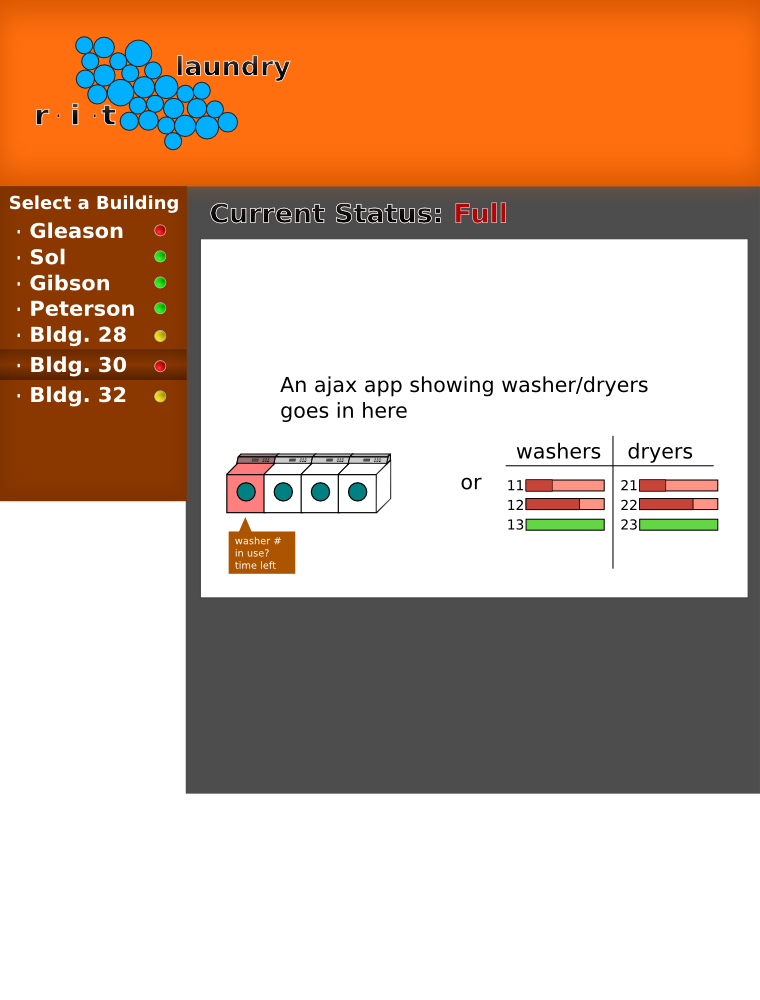 laundry
r · i · t
Select a Building
· Gleason
· Sol
· Gibson
· Peterson
· Bldg. 28
· Bldg. 30
· Bldg. 32
Current Status: Full
An ajax app showing washer/dryers
goes in here
washer #
in use?
time left
or
washers dryers
11 21
12 22
13 23